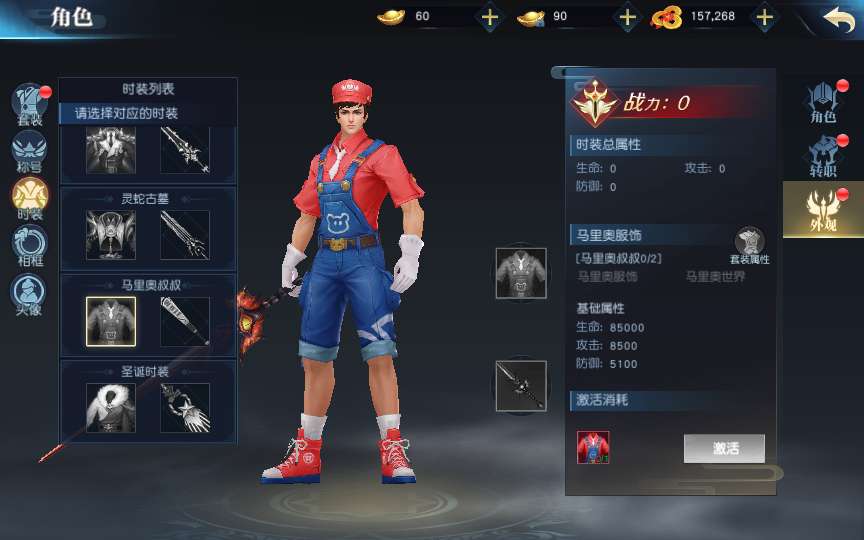 角色
60
90
157,268
套装
称号
时装
相框
头像
时装列表
请选择对应的时装
灵蛇古墓
马里奥叔叔
圣诞时装
战力：0
时装总属性
生命：0 攻击：0
防御：0
马里奥服饰
[马里奥叔叔0/2]
套装属性
马里奥服饰 马里奥世界
基础属性
生命：85000
攻击：8500
防御：5100
激活消耗
激活
角色
转职
外观